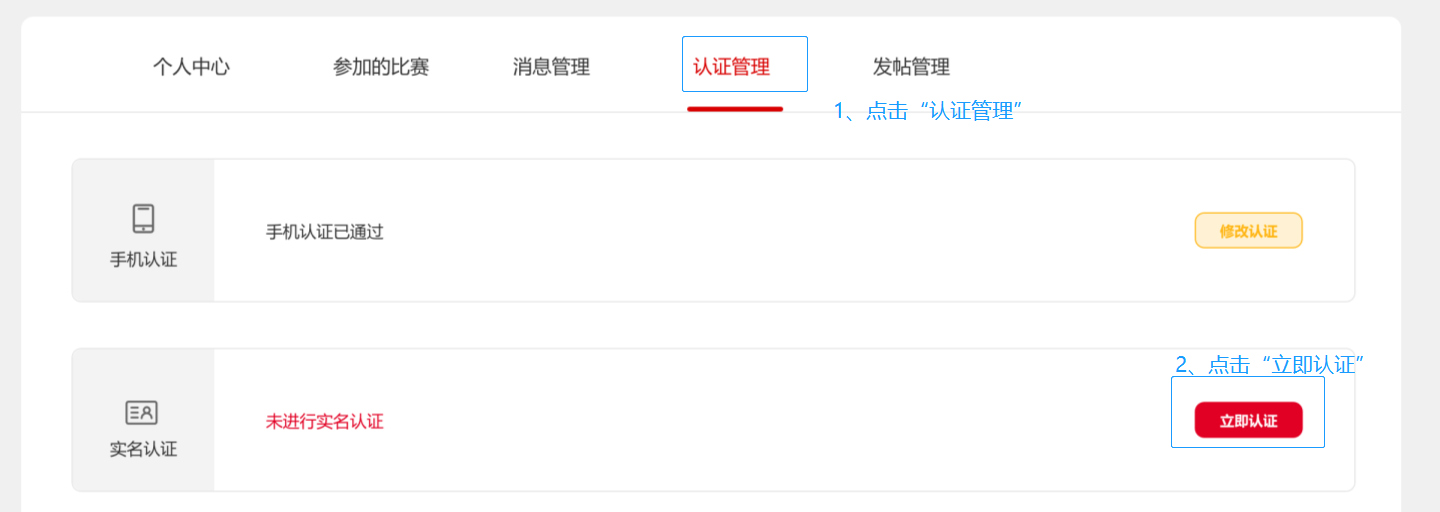 个人中心 参加的比赛 消息管理 认证管理 发帖管理
1、点击“认证管理”
手机认证
手机认证已通过
修改认证
2、点击“立即认证”
实名认证
未进行实名认证
立即认证